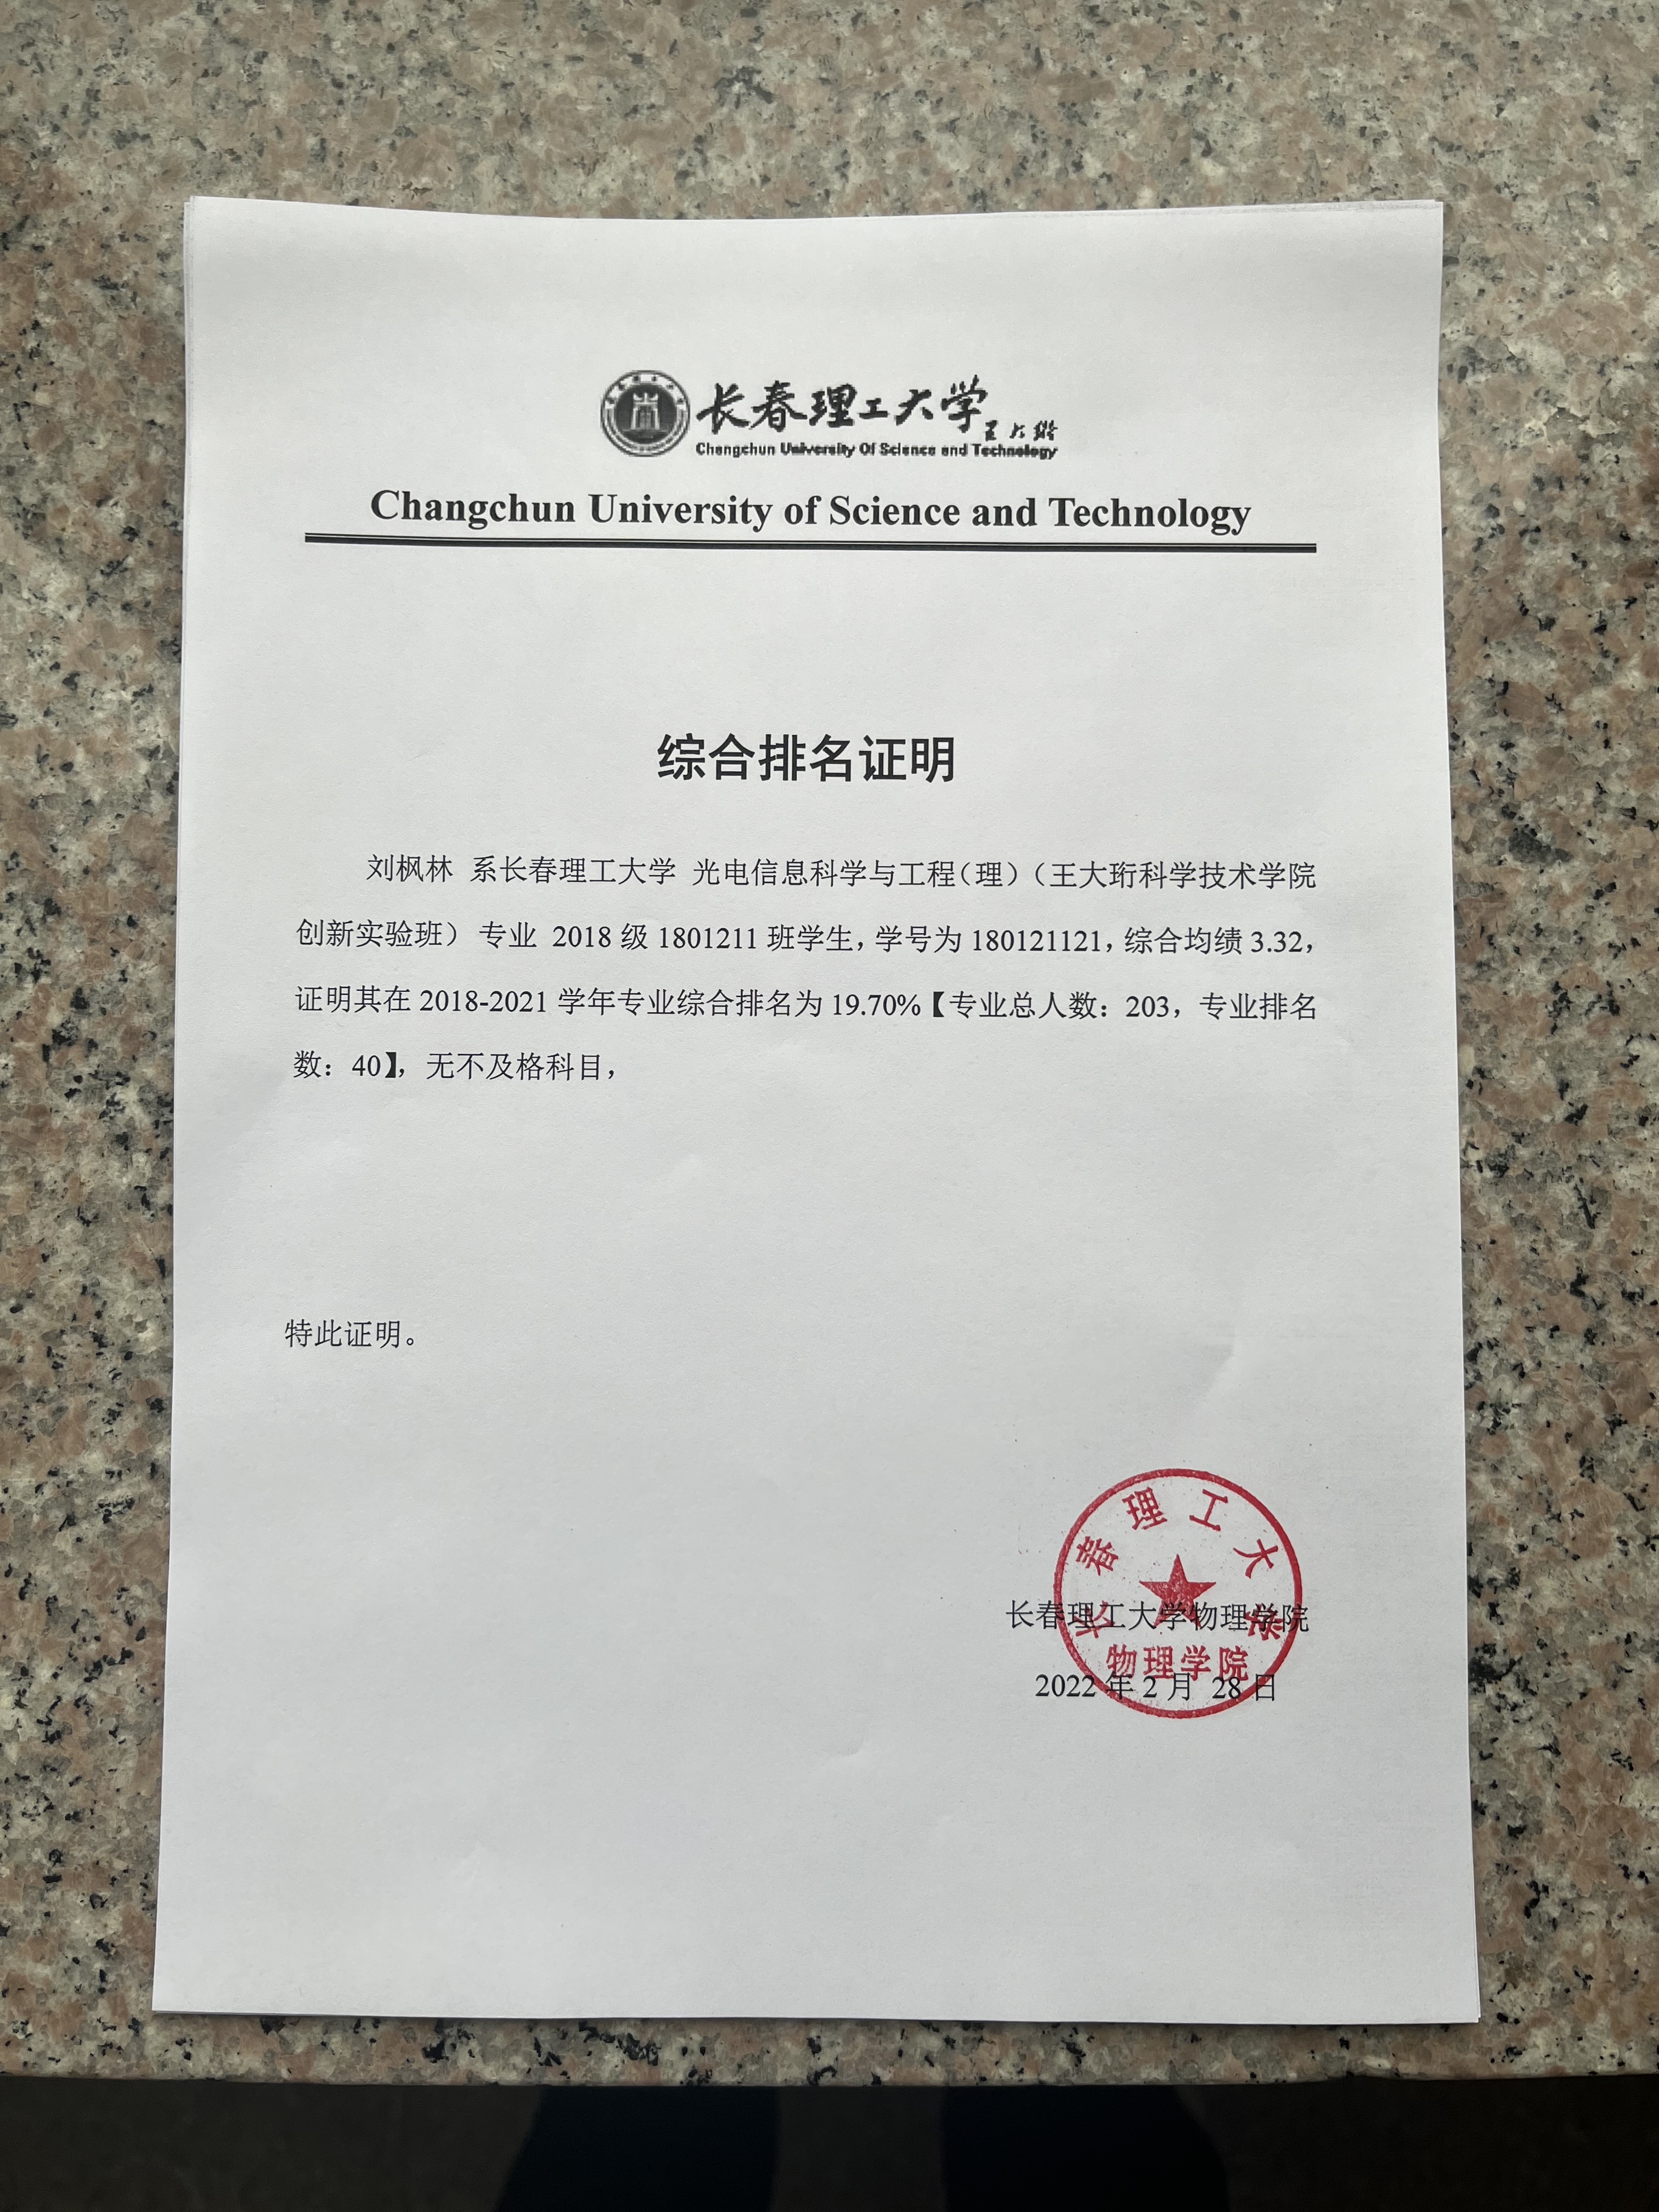 长春理工大学
王大珩
Changchun University Of Science and Technology
Changchun University of Science and Technology
综合排名证明
刘枫林 系长春理工大学 光电信息科学与工程（理）（王大珩科学技术学院
创新实验班） 专业 2018 级 1801211 班学生，学号为 180121121，综合均绩 3.32，
证明其在 2018-2021 学年专业综合排名为 19.70%【专业总人数：203，专业排名
数：40】，无不及格科目，
特此证明。
长春理工大学
长春理工大学物理学院
物理学院
2022 年 2 月 28 日